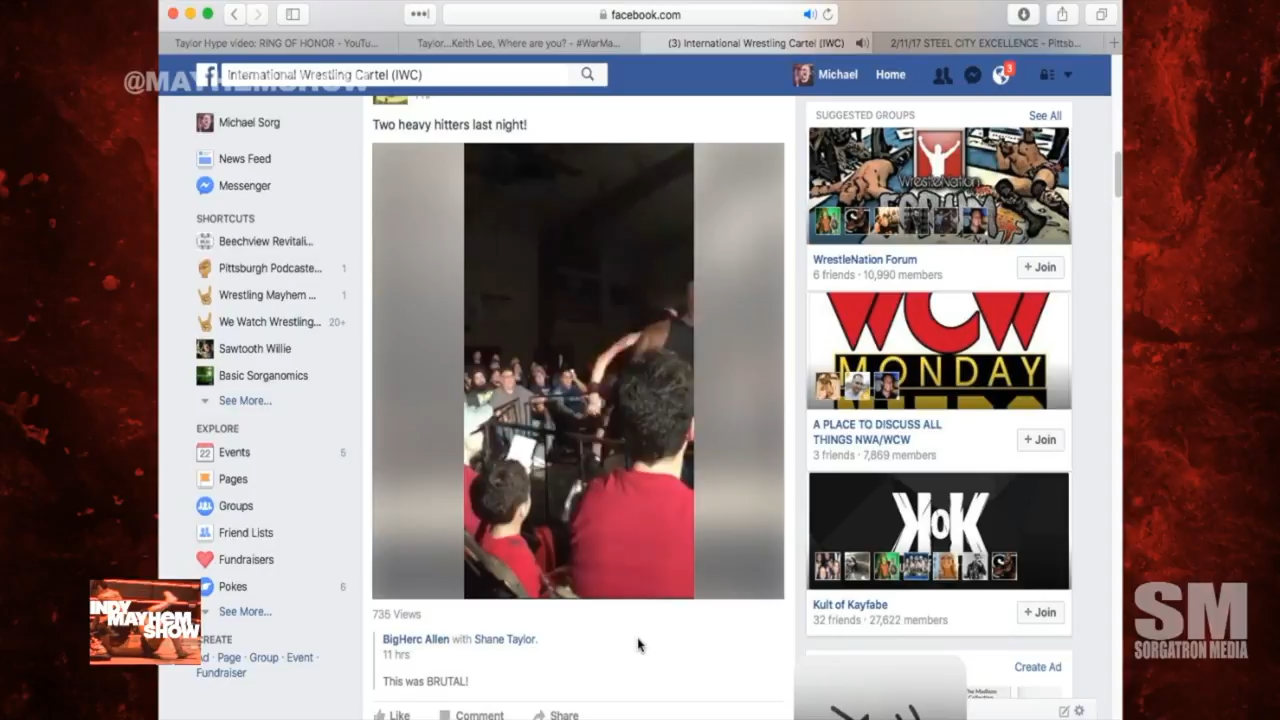 facebook.com
Taylor Hype video: RING OF HONOR - YouTu...
Taylor...Keith Lee, Where are you? - #WarMa...
(3) International Wrestling Cartel (IWC)
2/11/17 STEEL CITY EXCELLENCE - Pittsb...
@MAYHEMSHOW
International Wrestling Cartel (IWC)
Michael
Home
3
Michael Sorg
News Feed
Messenger
SHORTCUTS
Beechview Revitali...
Pittsburgh Podcaste... 1
Wrestling Mayhem ... 1
We Watch Wrestling... 20+
Sawtooth Willie
Basic Sorganomics
See More...
EXPLORE
22 Events 5
Pages
Groups
Friend Lists
Fundraisers
Pokes 6
See More...
INDY
MAYHEM
SHOW
Page · Group · Event ·
Fundraiser
Two heavy hitters last night!
735 Views
BigHerc Allen with Shane Taylor.
11 hrs
This was BRUTAL!
Like
Comment
Share
SUGGESTED GROUPS
See All
WrestleNation
FORUM
WrestleNation Forum
6 friends · 10,990 members
+ Join
WCW
MONDAY
A PLACE TO DISCUSS ALL
THINGS NWA/WCW
3 friends · 7,869 members
+ Join
KOK
Kult of Kayfabe
32 friends · 27,622 members
+ Join
Create Ad
SM
SORGATRON MEDIA